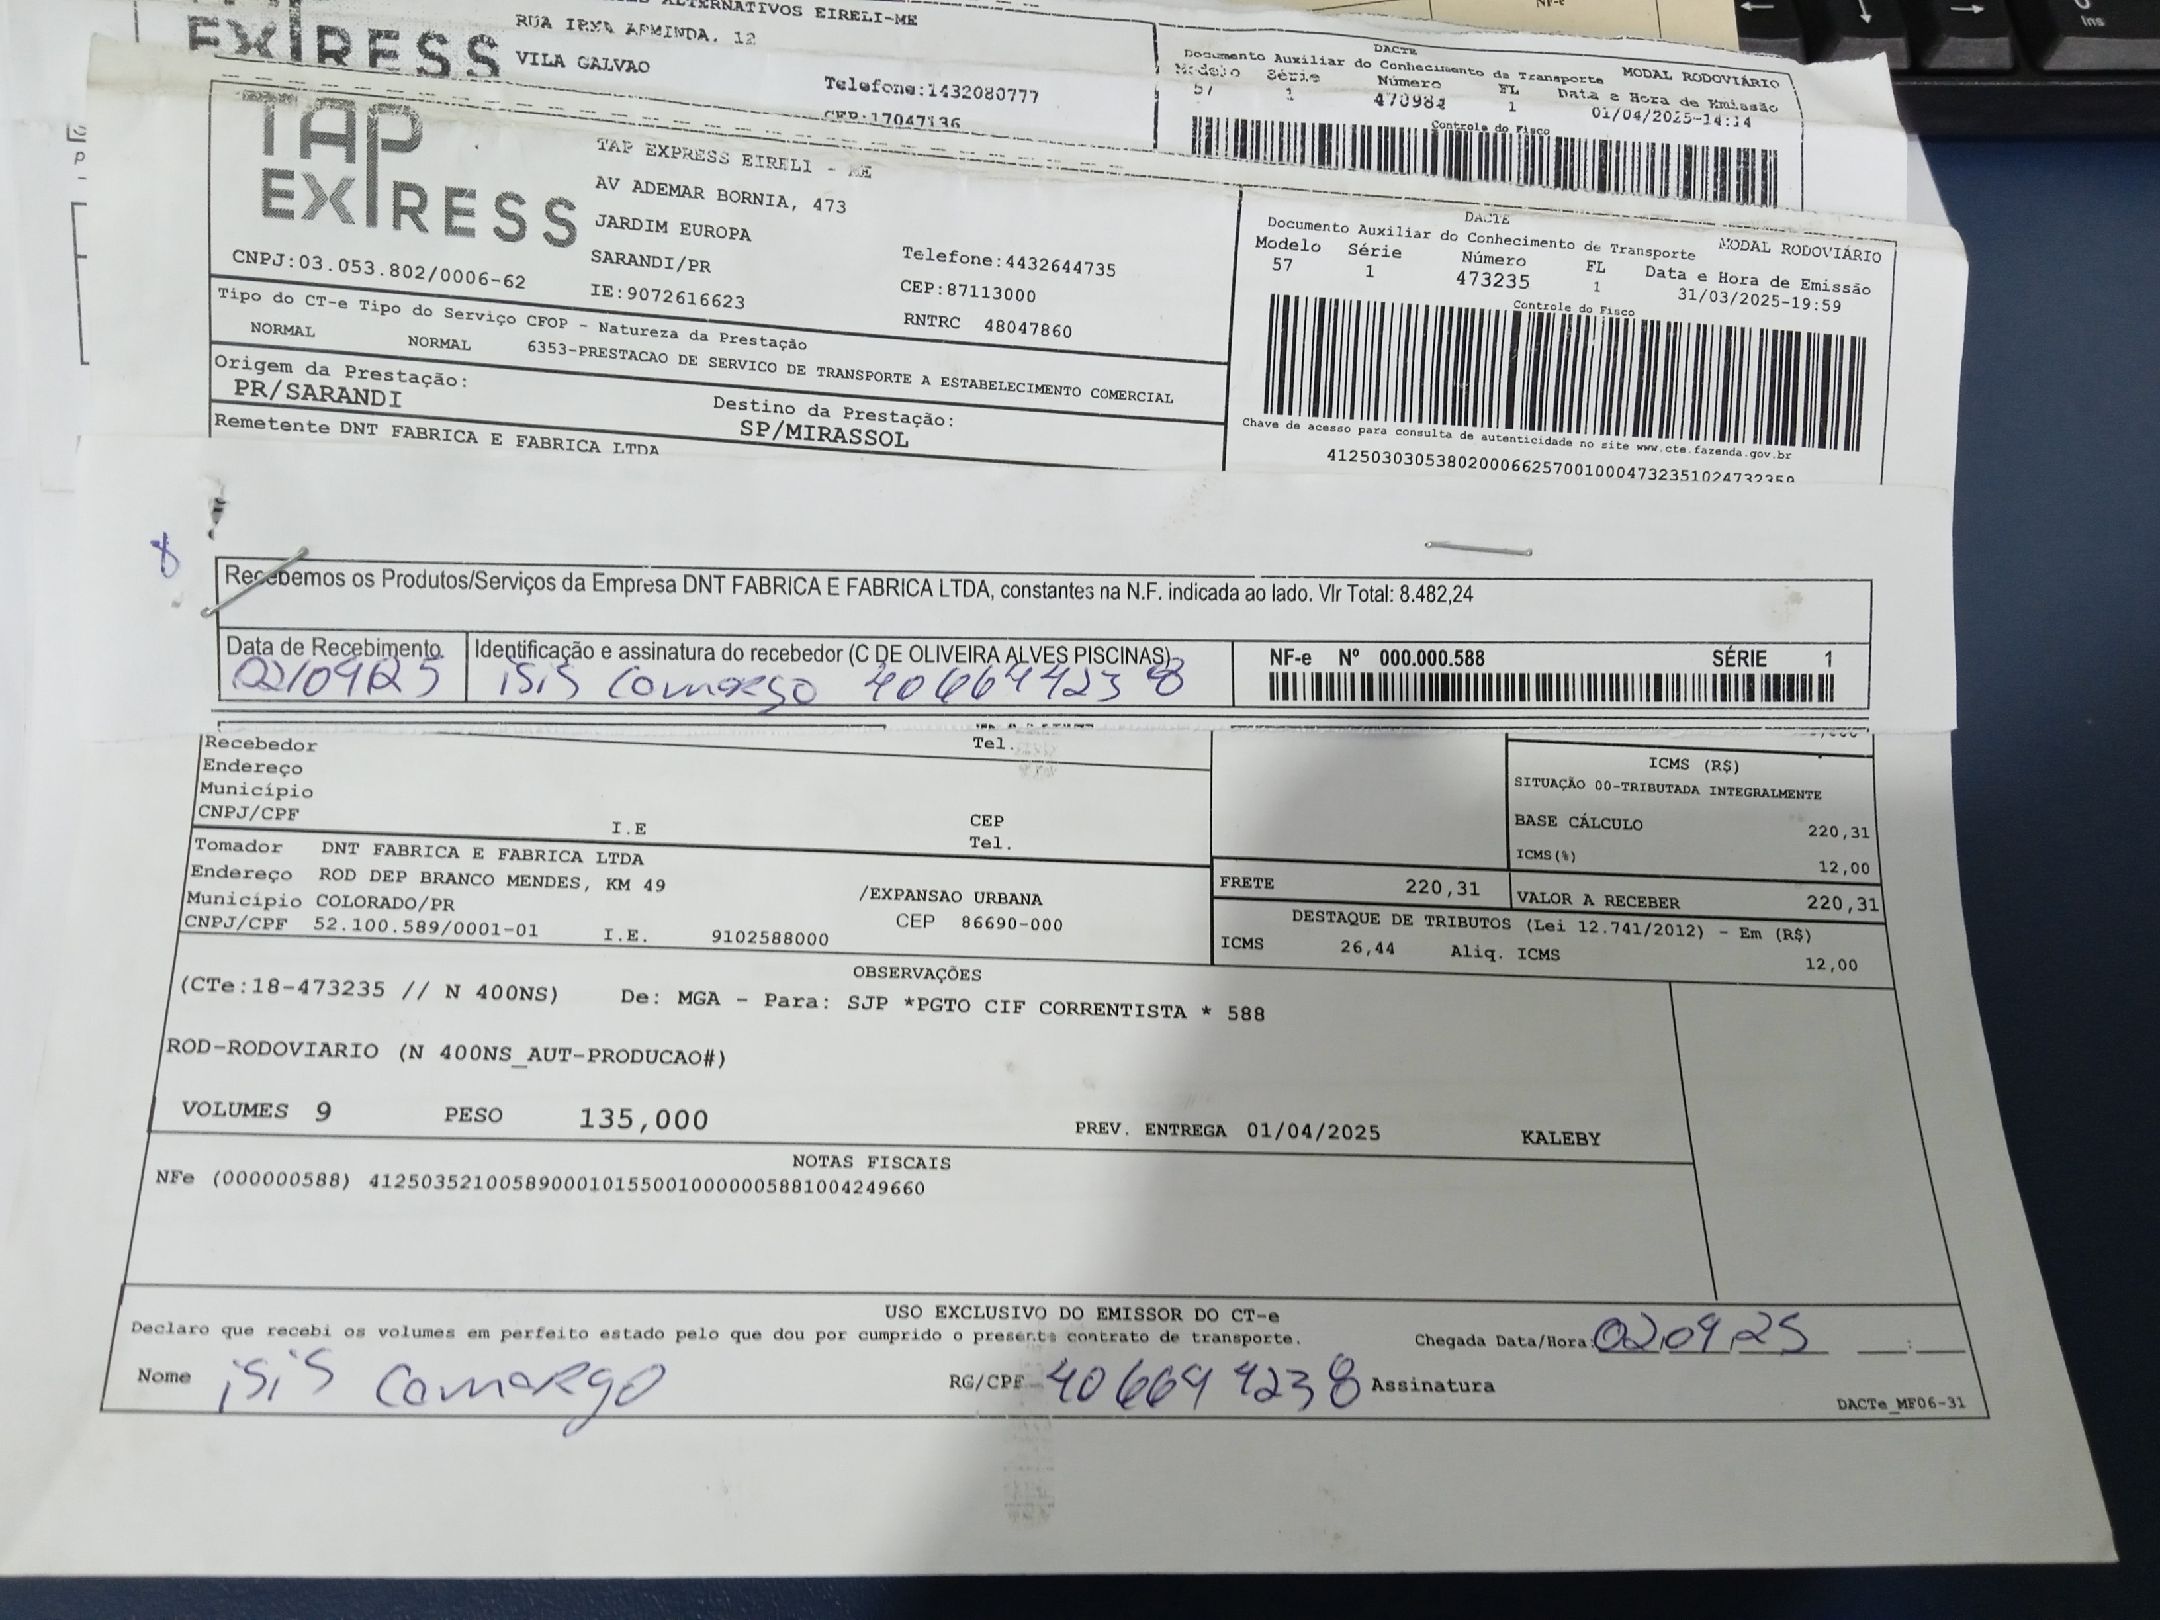 ALTERNATIVOS EIRELI-ME
EXPRESS
RUA IRMA ARMINDA, 12
VILA GALVAO
Telefone:1432080777
CEP:17047136
DACTE
Documento Auxiliar do Conhecimento de Transporte MODAL RODOVIÁRIO
Modelo Série Número FL Data e Hora de Emissão
57 1 470984 1 01/04/2025-14:14
Controle do Fisco
TAP
EXPRESS
TAP EXPRESS EIRELI - ME
AV ADEMAR BORNIA, 473
JARDIM EUROPA
SARANDI/PR
IE:9072616623
CNPJ:03.053.802/0006-62
Telefone:4432644735
CEP:87113000
RNTRC 48047860
DACTE
Documento Auxiliar do Conhecimento de Transporte MODAL RODOVIÁRIO
Modelo Série Número FL Data e Hora de Emissão
57 1 473235 1 31/03/2025-19:59
Controle do Fisco
Chave de acesso para consulta de autenticidade no site www.cte.fazenda.gov.br
41250303053802000662570010004732351024732359
Tipo do CT-e Tipo do Serviço CFOP - Natureza da Prestação
NORMAL NORMAL 6353-PRESTACAO DE SERVICO DE TRANSPORTE A ESTABELECIMENTO COMERCIAL
Origem da Prestação:
PR/SARANDI
Destino da Prestação:
SP/MIRASSOL
Remetente DNT FABRICA E FABRICA LTDA
8
Recebemos os Produtos/Serviços da Empresa DNT FABRICA E FABRICA LTDA, constantes na N.F. indicada ao lado. Vlr Total: 8.482,24
Data de Recebimento
02/04/25
Identificação e assinatura do recebedor (C DE OLIVEIRA ALVES PISCINAS)
isis Camargo 406694238
NF-e Nº 000.000.588 SÉRIE 1
Recebedor Tel.
Endereço
Município
CNPJ/CPF I.E CEP
Tel.
Tomador DNT FABRICA E FABRICA LTDA
Endereço ROD DEP BRANCO MENDES, KM 49 /EXPANSAO URBANA
Município COLORADO/PR CEP 86690-000
CNPJ/CPF 52.100.589/0001-01 I.E. 9102588000
ICMS (R$)
SITUAÇÃO 00-TRIBUTADA INTEGRALMENTE
BASE CÁLCULO 220,31
ICMS(%) 12,00
FRETE 220,31 VALOR A RECEBER 220,31
DESTAQUE DE TRIBUTOS (Lei 12.741/2012) - Em (R$)
ICMS 26,44 Aliq. ICMS 12,00
OBSERVAÇÕES
(CTe:18-473235 // N 400NS) De: MGA - Para: SJP *PGTO CIF CORRENTISTA * 588
ROD-RODOVIARIO (N 400NS_AUT-PRODUCAO#)
VOLUMES 9 PESO 135,000 PREV. ENTREGA 01/04/2025 KALEBY
NOTAS FISCAIS
NFe (000000588) 41250352100589000101550010000005881004249660
USO EXCLUSIVO DO EMISSOR DO CT-e
Declaro que recebi os volumes em perfeito estado pelo que dou por cumprido o presente contrato de transporte.
Chegada Data/Hora: 02 04 25 __:__
Nome isis Camargo RG/CPF 406694238 Assinatura
DACTe_MF06-31